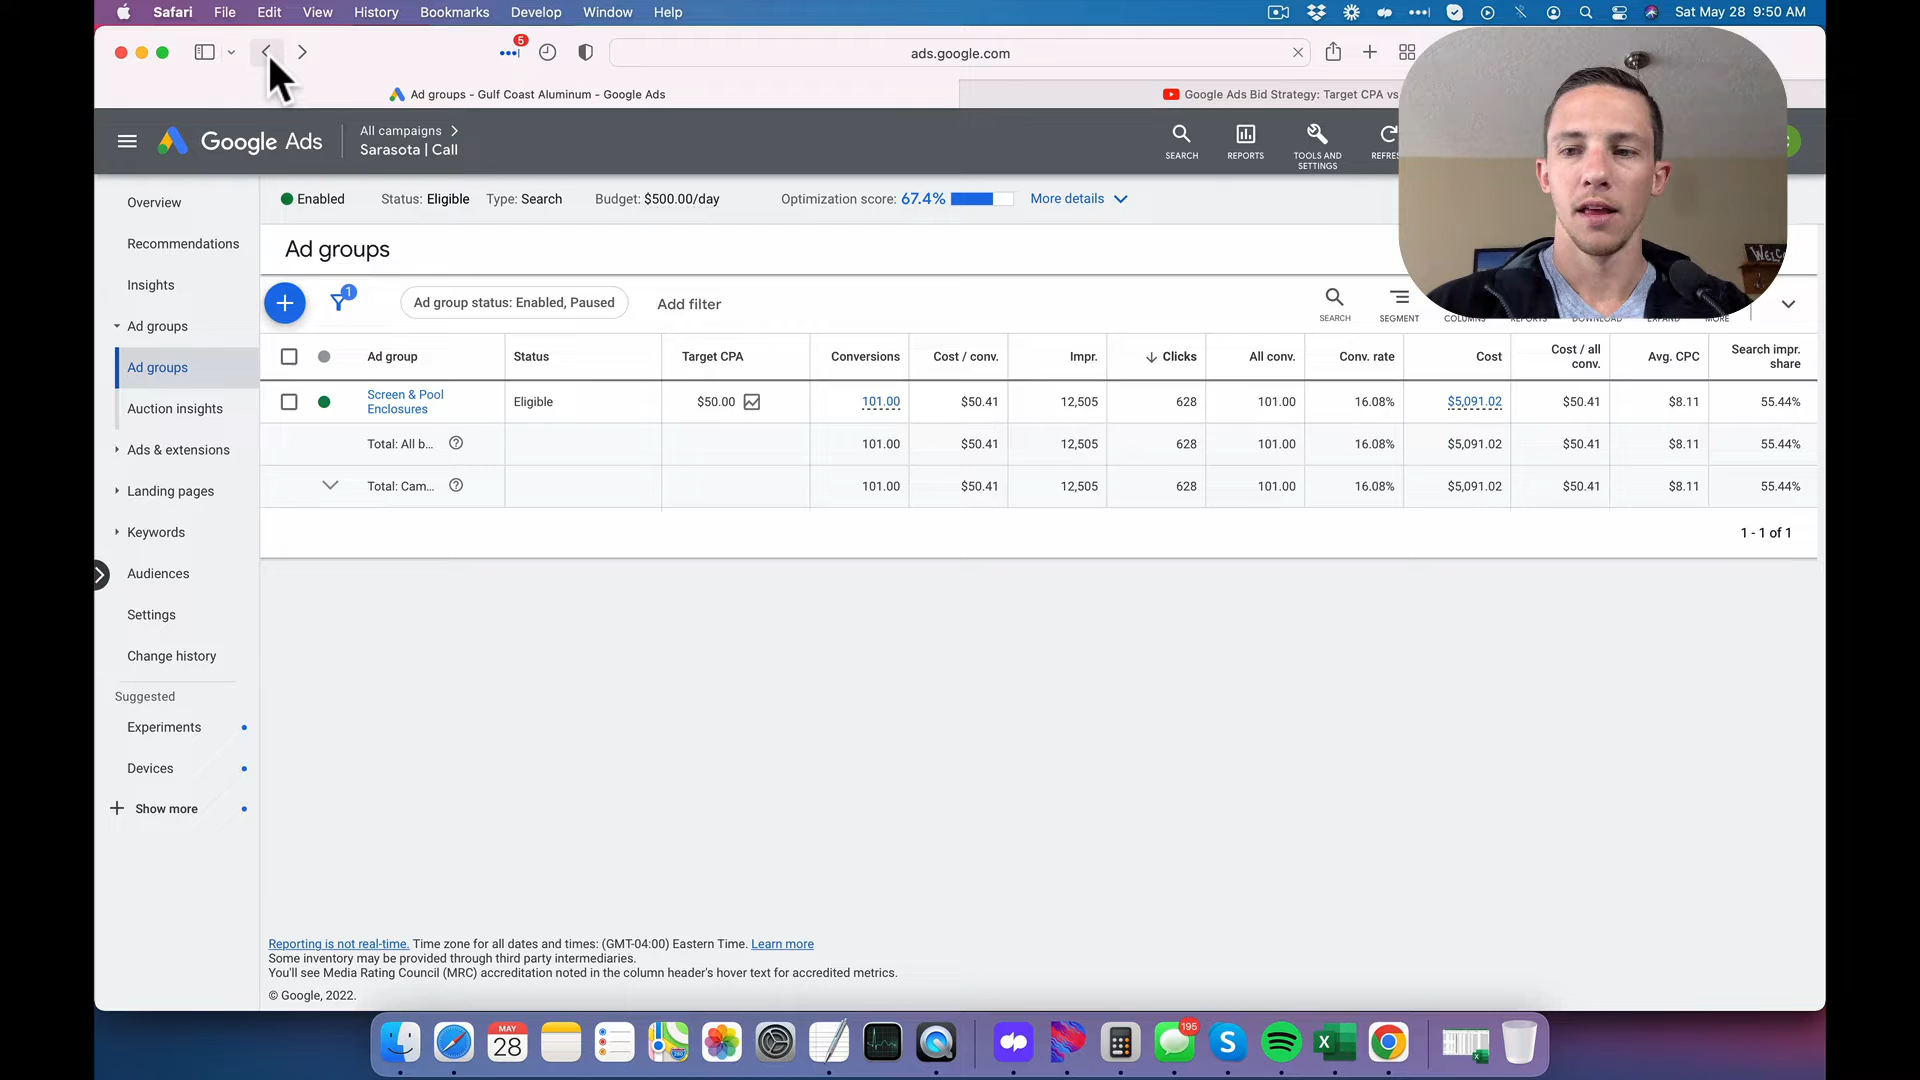 Safari File Edit View History Bookmarks Develop Window Help
Sat May 28 9:50 AM
5
ads.google.com
Ad groups - Gulf Coast Aluminum - Google Ads
Google Ads Bid Strategy: Target CPA vs
Google Ads
All campaigns
Sarasota | Call
SEARCH
REPORTS
TOOLS AND
SETTINGS
Enabled Status: Eligible Type: Search Budget: $500.00/day Optimization score: 67.4% More details
Overview
Recommendations
Insights
Ad groups
Ad groups
Auction insights
Ads & extensions
Landing pages
Keywords
Audiences
Settings
Change history
Suggested
Experiments
Devices
Show more
Ad groups
1
Ad group status: Enabled, Paused
Add filter
SEARCH
SEGMENT
Ad group Status Target CPA Conversions Cost / conv. Impr. Clicks All conv. Conv. rate Cost Cost / all conv. Avg. CPC Search impr. share
Screen & Pool Enclosures Eligible $50.00 101.00 $50.41 12,505 628 101.00 16.08% $5,091.02 $50.41 $8.11 55.44%
Total: All b... 101.00 $50.41 12,505 628 101.00 16.08% $5,091.02 $50.41 $8.11 55.44%
Total: Cam... 101.00 $50.41 12,505 628 101.00 16.08% $5,091.02 $50.41 $8.11 55.44%
1 - 1 of 1
Reporting is not real-time. Time zone for all dates and times: (GMT-04:00) Eastern Time. Learn more
Some inventory may be provided through third party intermediaries.
You'll see Media Rating Council (MRC) accreditation noted in the column header's hover text for accredited metrics.
© Google, 2022.
MAY
28
195